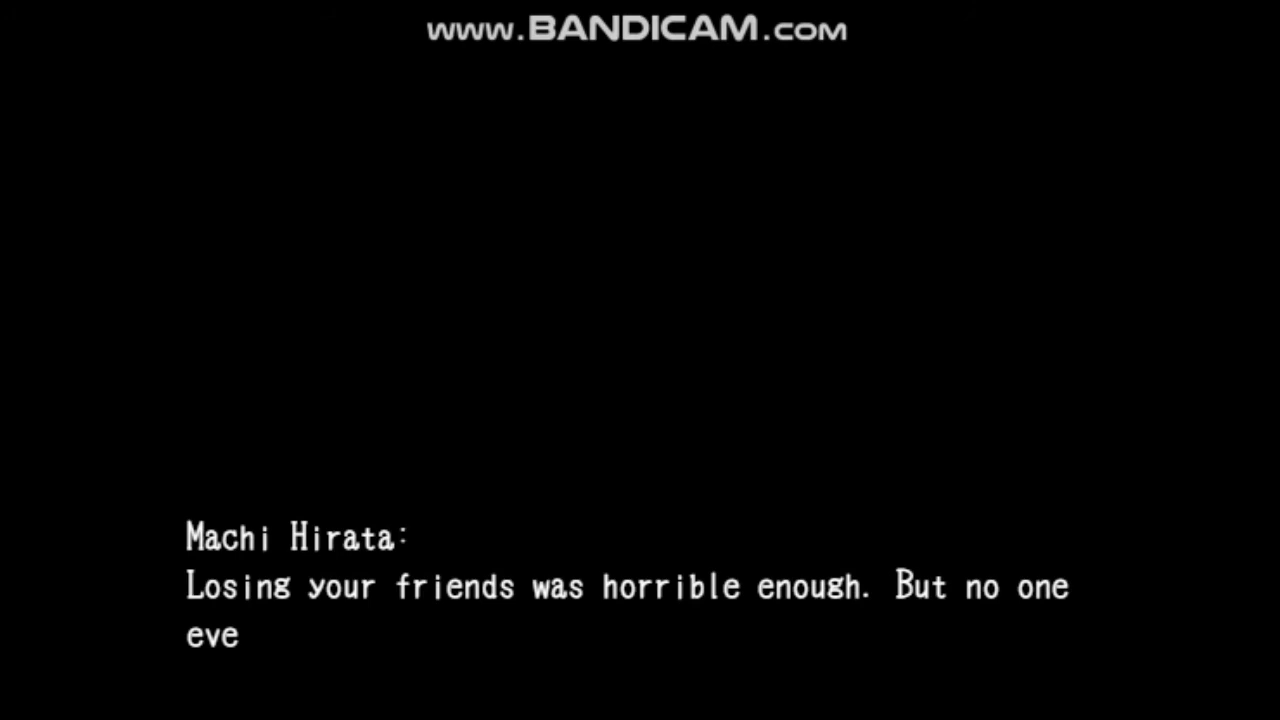 www.BANDICAM.com
Machi Hirata:
Losing your friends was horrible enough. But no one
eve